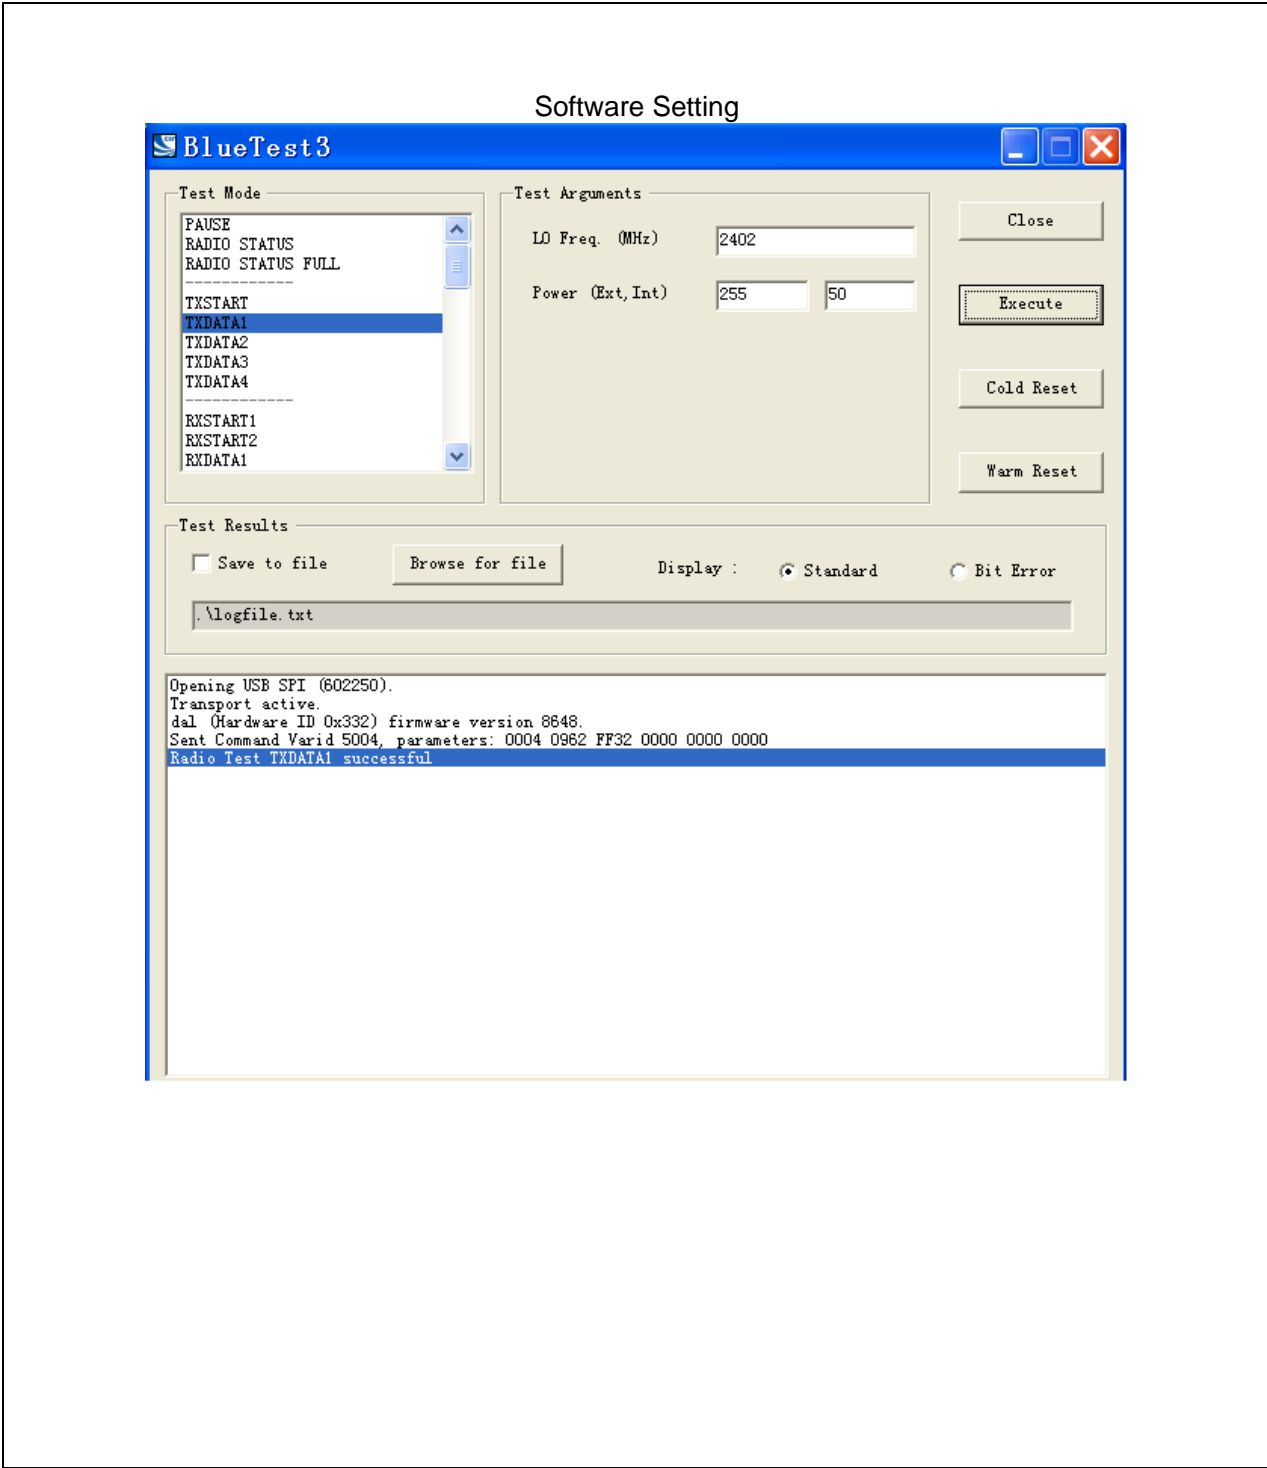 Software Setting
BlueTest3
Test Mode
PAUSE
RADIO STATUS
RADIO STATUS FULL
------------
TXSTART
TXDATA1
TXDATA2
TXDATA3
TXDATA4
------------
RXSTART1
RXSTART2
RXDATA1
Test Arguments
LO Freq. (MHz) 2402
Power (Ext,Int) 255 50
Close
Execute
Cold Reset
Warm Reset
Test Results
Save to file Browse for file Display : Standard Bit Error
.\logfile.txt
Opening USB SPI (602250).
Transport active.
dal (Hardware ID 0x332) firmware version 8648.
Sent Command Varid 5004, parameters: 0004 0962 FF32 0000 0000 0000
Radio Test TXDATA1 successful